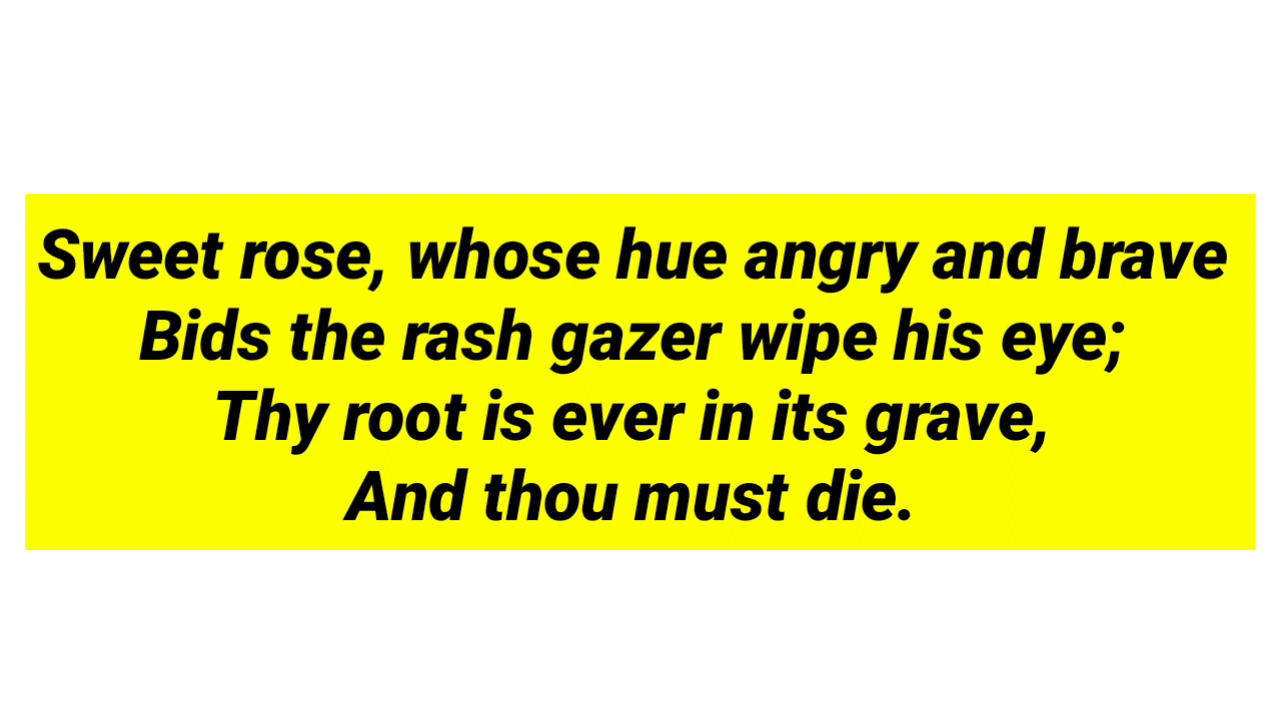 Sweet rose, whose hue angry and brave
Bids the rash gazer wipe his eye;
Thy root is ever in its grave,
And thou must die.